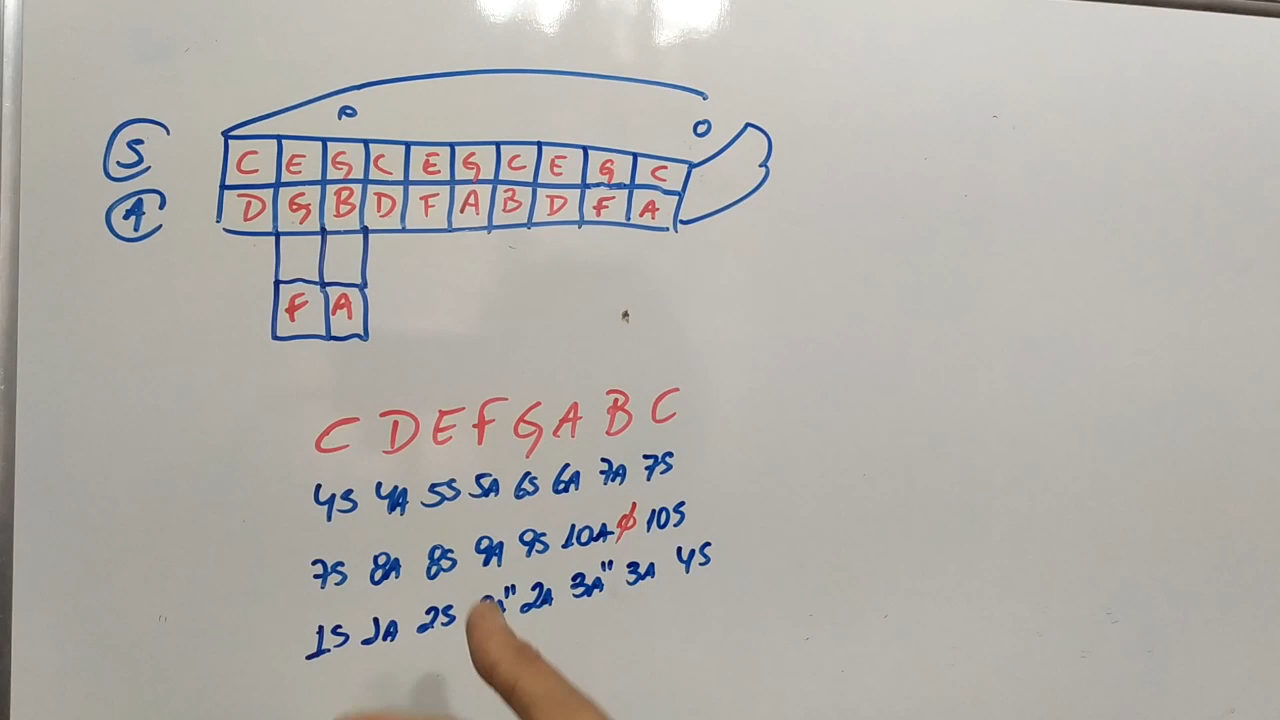 S C E G C E G C E G C
A D G B D F A B D F A
F A
C D E F G A B C
4S 4A 5S 5A 6S 6A 7A 7S
7S 8A 8S 9A 9S 10A ∅ 10S
1S 1A 2S 2A" 2A 3A" 3A 4S